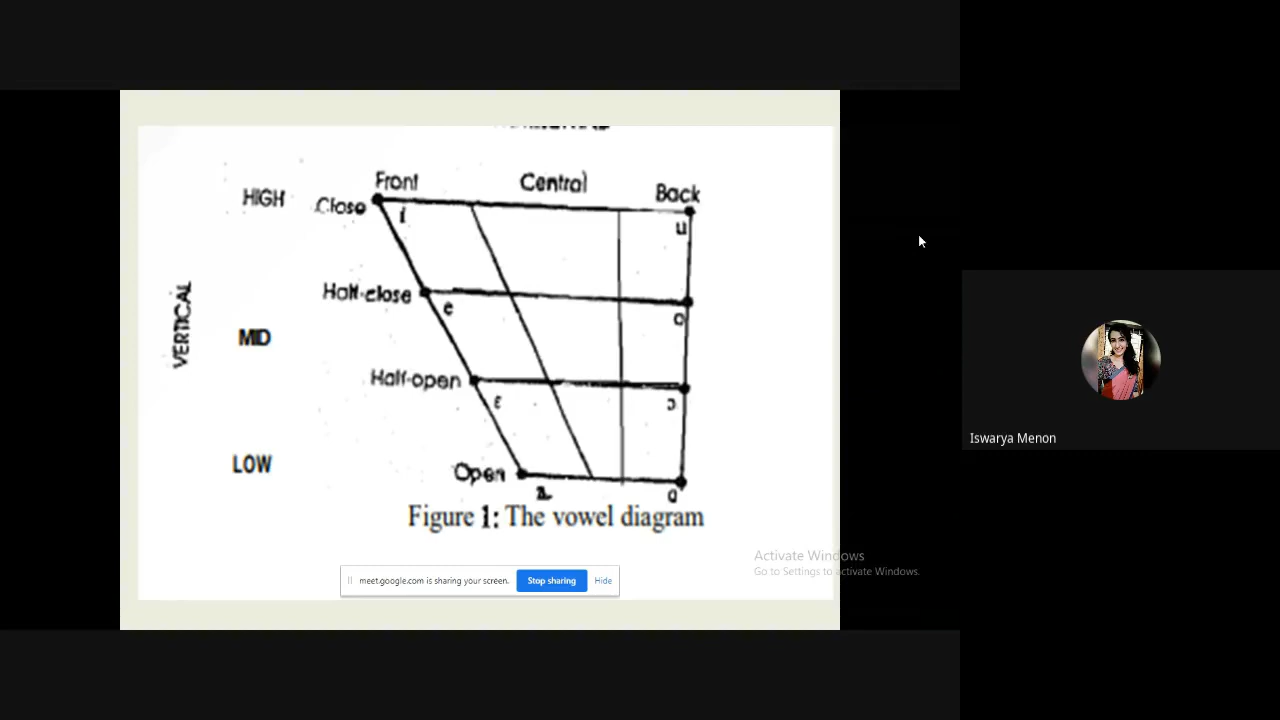 Front Central Back
HIGH Close
i u
Half-close
e o
VERTICAL
MID
Half-open
ε ɔ
LOW
Open
a ɑ
Figure 1: The vowel diagram
meet.google.com is sharing your screen. Stop sharing Hide
Activate Windows
Go to Settings to activate Windows.
Iswarya Menon